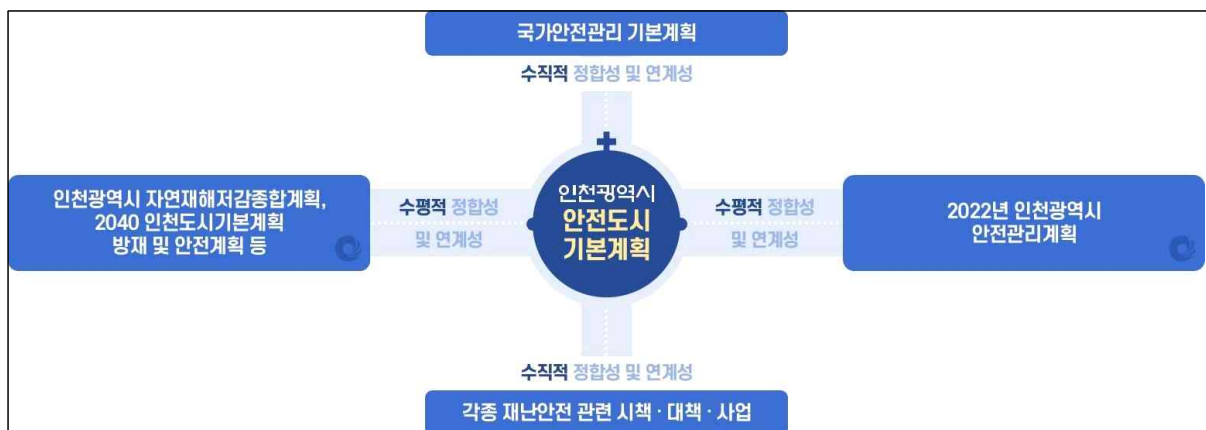 국가안전관리 기본계획
수직적 정합성 및 연계성
인천광역시 자연재해저감종합계획,
2040 인천도시기본계획
방재 및 안전계획 등
수평적 정합성
및 연계성
인천광역시
안전도시
기본계획
수평적 정합성
및 연계성
2022년 인천광역시
안전관리계획
수직적 정합성 및 연계성
각종 재난안전 관련 시책 · 대책 · 사업